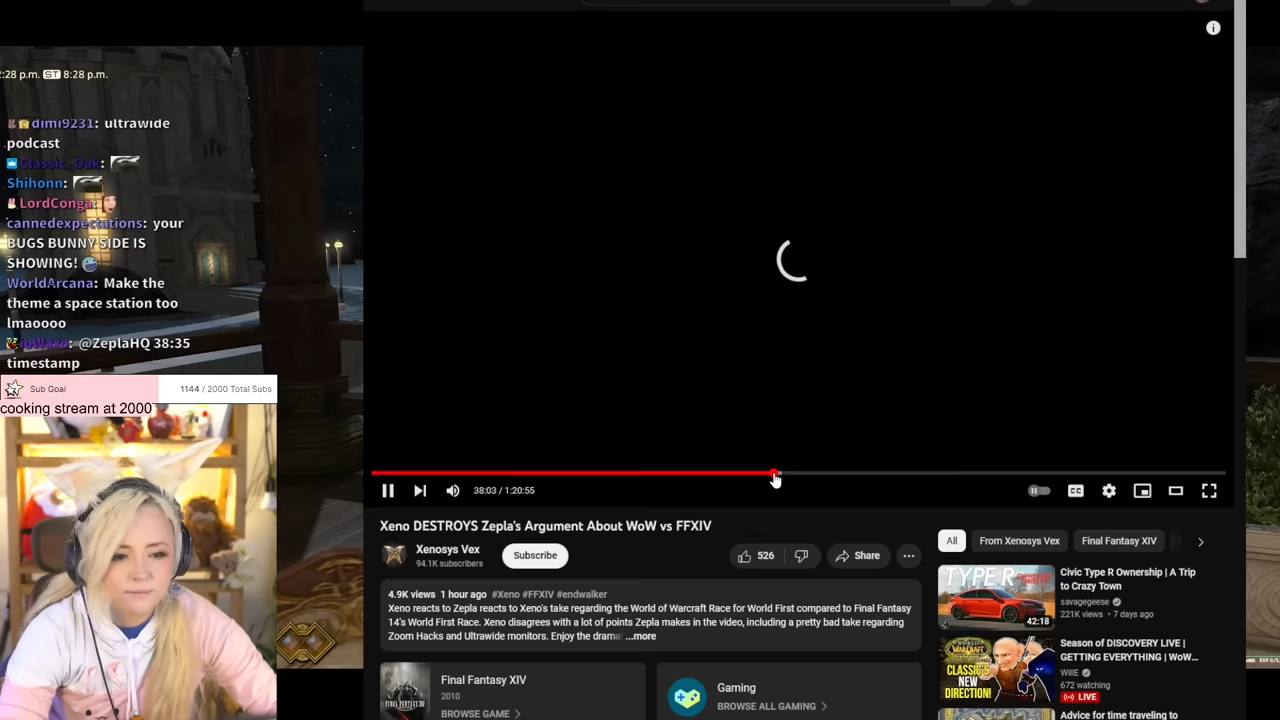 :28 p.m. ST 8:28 p.m.
dimi9231: ultrawide
podcast
Classic_Oak:
Shihonn:
LordConga:
cannedexpectations: your
BUGS BUNNY SIDE IS
SHOWING!
WorldArcana: Make the
theme a space station too
lmaoooo
: @ZeplaHQ 38:35
timestamp
Sub Goal 1144 / 2000 Total Subs
cooking stream at 2000
38:03 / 1:20:55
CC
Xeno DESTROYS Zepla's Argument About WoW vs FFXIV
Xenosys Vex
94.1K subscribers
Subscribe
526
Share
4.9K views 1 hour ago #Xeno #FFXIV #endwalker
Xeno reacts to Zepla reacts to Xeno's take regarding the World of Warcraft Race for World First compared to Final Fantasy
14's World First Race. Xeno disagrees with a lot of points Zepla makes in the video, including a pretty bad take regarding
Zoom Hacks and Ultrawide monitors. Enjoy the drama ...more
Final Fantasy XIV
2010
BROWSE GAME
Gaming
BROWSE ALL GAMING
All
From Xenosys Vex
Final Fantasy XIV
TYPE R
42:18
Civic Type R Ownership | A Trip
to Crazy Town
savagegeese
221K views • 7 days ago
CLASSIC'S
NEW
DIRECTION!
Season of DISCOVERY LIVE |
GETTING EVERYTHING | WoW...
WillE
672 watching
LIVE
Advice for time traveling to